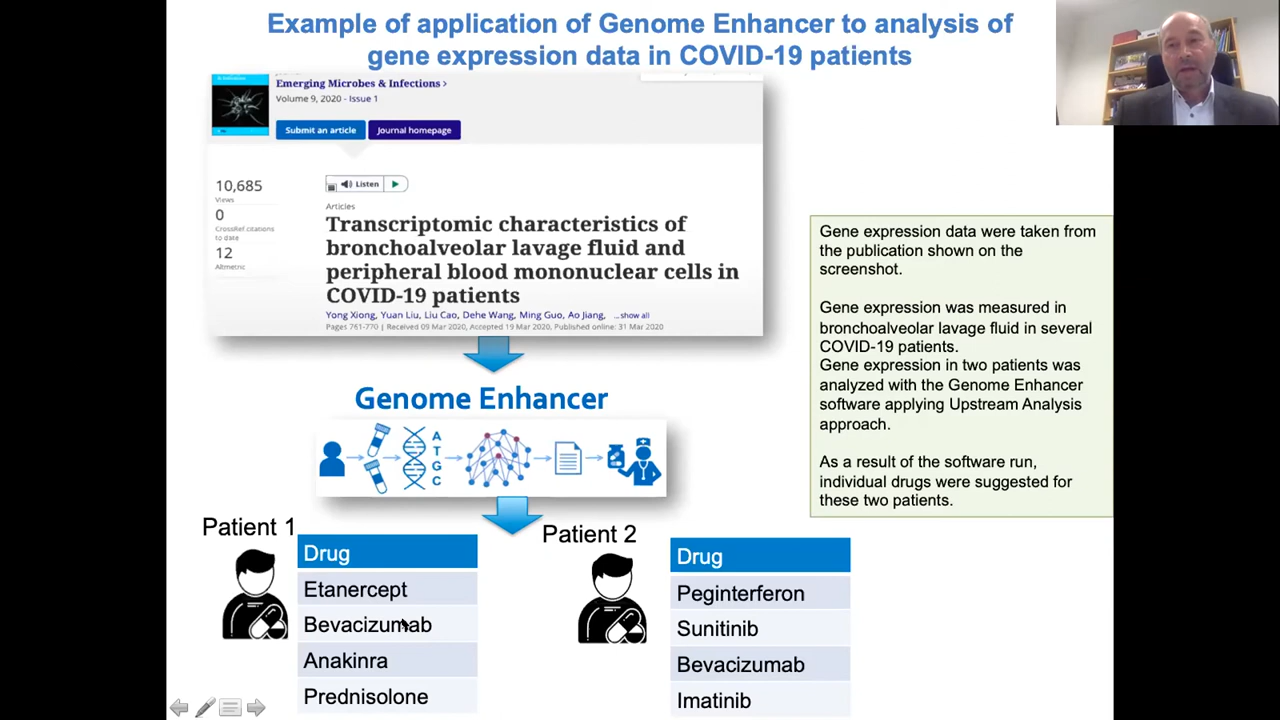 Example of application of Genome Enhancer to analysis of
gene expression data in COVID-19 patients
Emerging Microbes & Infections ›
Volume 9, 2020 - Issue 1
Submit an article
Journal homepage
10,685
Views
0
CrossRef citations
to date
12
Altmetric
Listen
Articles
Transcriptomic characteristics of
bronchoalveolar lavage fluid and
peripheral blood mononuclear cells in
COVID-19 patients
Yong Xiong, Yuan Liu, Liu Cao, Dehe Wang, Ming Guo, Ao Jiang, ...show all
Pages 761-770 | Received 09 Mar 2020, Accepted 19 Mar 2020, Published online: 31 Mar 2020
Gene expression data were taken from
the publication shown on the
screenshot.
Gene expression was measured in
bronchoalveolar lavage fluid in several
COVID-19 patients.
Gene expression in two patients was
analyzed with the Genome Enhancer
software applying Upstream Analysis
approach.
As a result of the software run,
individual drugs were suggested for
these two patients.
Genome Enhancer
A
T
G
C
Patient 1
Drug
Etanercept
Bevacizumab
Anakinra
Prednisolone
Patient 2
Drug
Peginterferon
Sunitinib
Bevacizumab
Imatinib